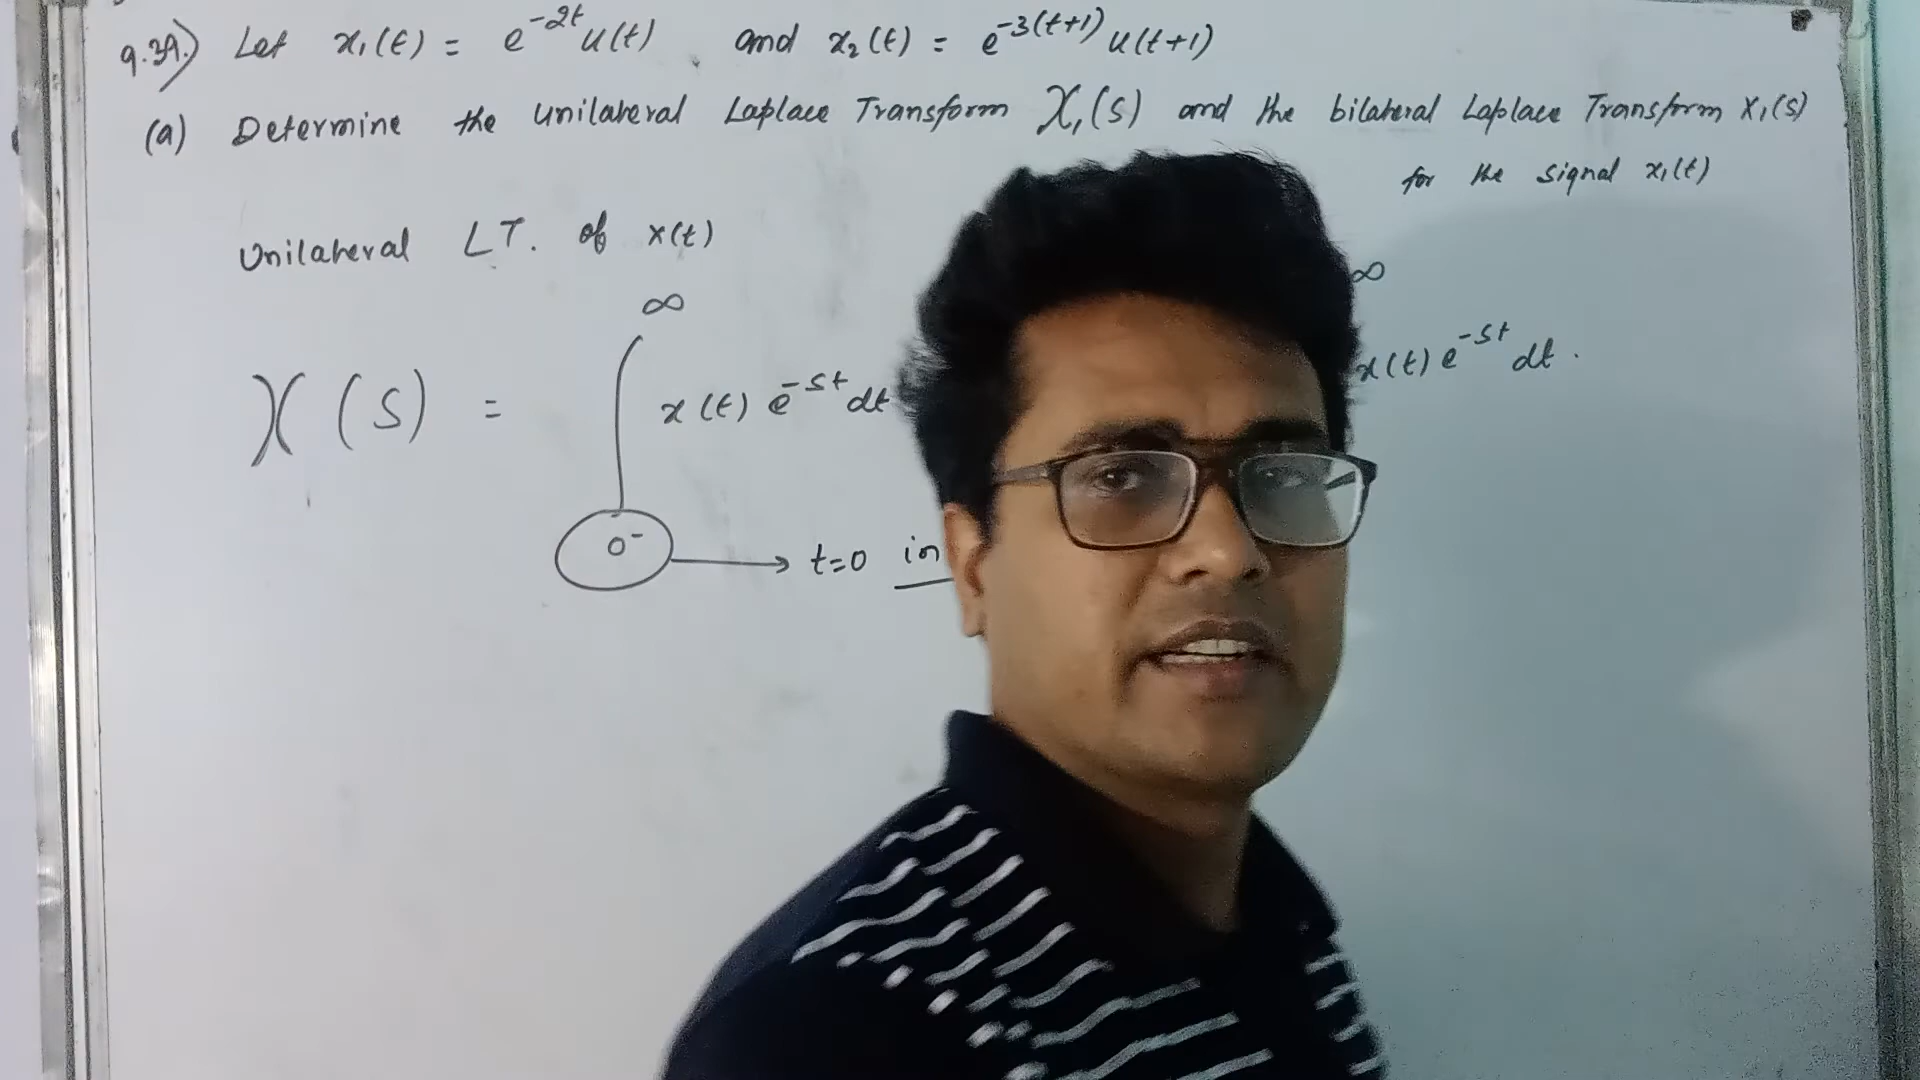 9.39.) Let x₁(t) = e^{-2t} u(t) and x₂(t) = e^{-3(t+1)} u(t+1)
(a) Determine the Unilateral Laplace Transform 𝒳₁(s) and the bilateral Laplace Transform X₁(s)
for the signal x₁(t)
Unilateral LT. of x(t)
𝒳(s) = ∫_{0⁻}^{∞} x(t) e^{-st} dt
∞ x(t) e^{-st} dt.
0⁻ → t=0 in